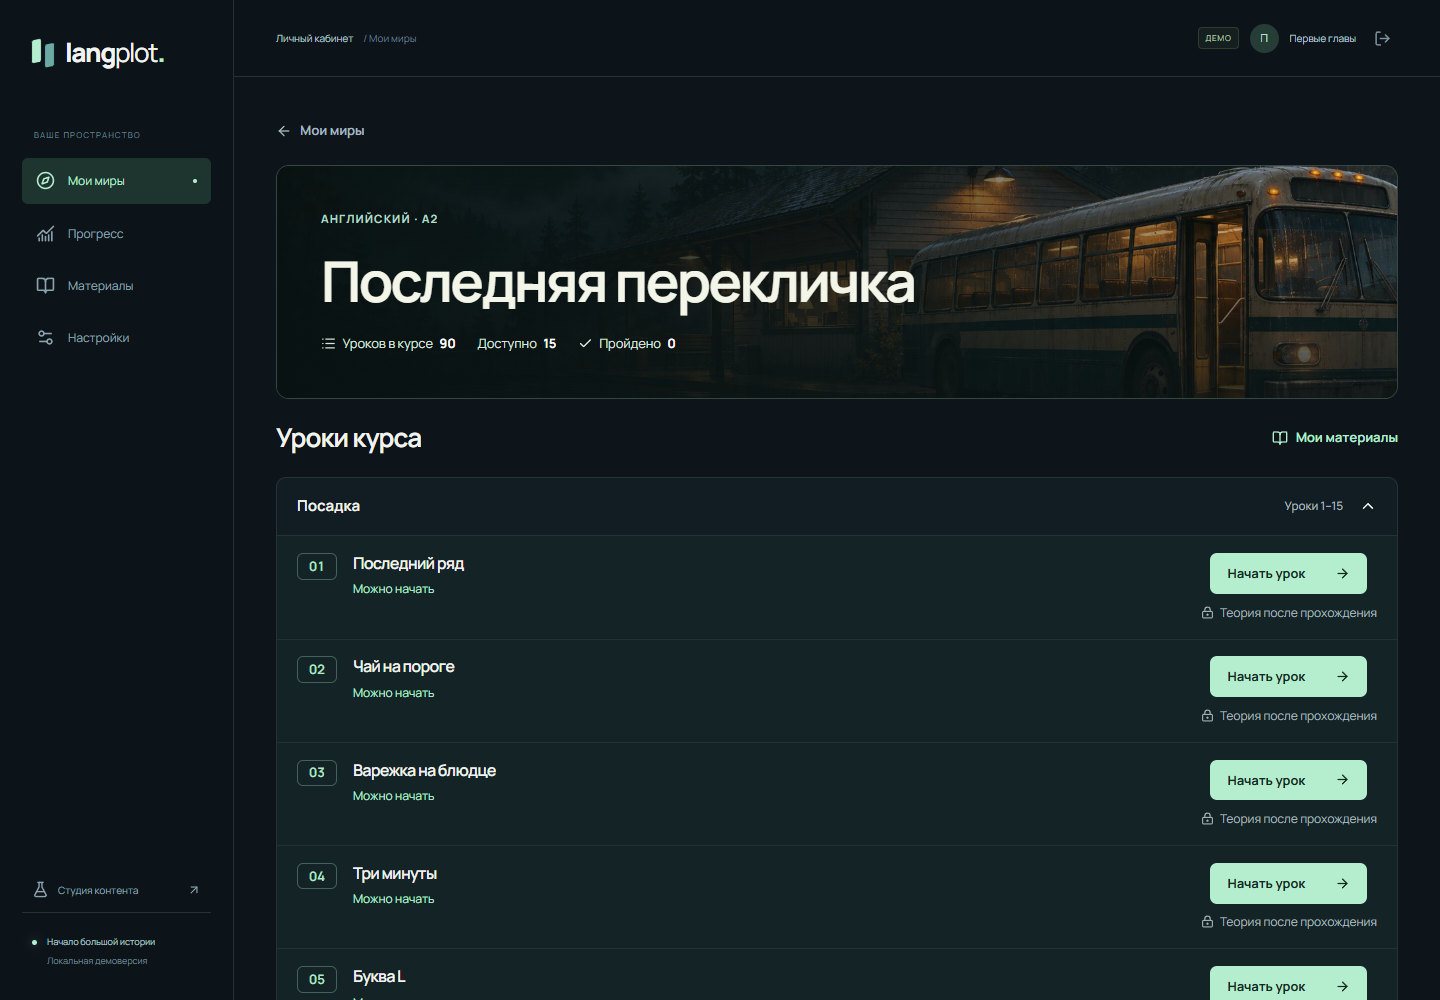 langplot.
Личный кабинет / Мои миры
ДЕМО
П
Первые главы
ВАШЕ ПРОСТРАНСТВО
Мои миры
Прогресс
Материалы
Настройки
Студия контента
Начало большой истории
Локальная демоверсия
Мои миры
АНГЛИЙСКИЙ · A2
Последняя перекличка
Уроков в курсе 90 Доступно 15 Пройдено 0
Уроки курса
Мои материалы
Посадка
Уроки 1–15
01 Последний ряд
Можно начать
Начать урок
Теория после прохождения
02 Чай на пороге
Можно начать
Начать урок
Теория после прохождения
03 Варежка на блюдце
Можно начать
Начать урок
Теория после прохождения
04 Три минуты
Можно начать
Начать урок
Теория после прохождения
05 Буква L
Начать урок